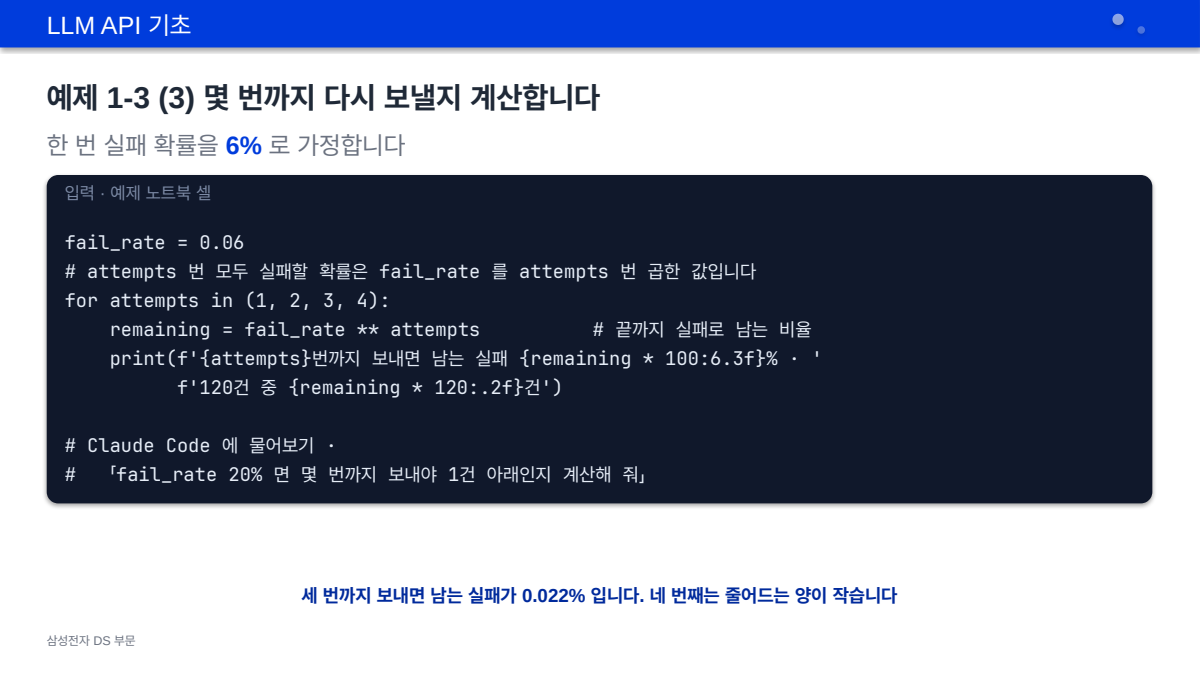 LLM API 기초
예제 1-3 (3) 몇 번까지 다시 보낼지 계산합니다
한 번 실패 확률을 6% 로 가정합니다
입력 · 예제 노트북 셀
fail_rate = 0.06
# attempts 번 모두 실패할 확률은 fail_rate 를 attempts 번 곱한 값입니다
for attempts in (1, 2, 3, 4):
    remaining = fail_rate ** attempts          # 끝까지 실패로 남는 비율
    print(f'{attempts}번까지 보내면 남는 실패 {remaining * 100:6.3f}% · '
          f'120건 중 {remaining * 120:.2f}건')
# Claude Code 에 물어보기 ·
#   「fail_rate 20% 면 몇 번까지 보내야 1건 아래인지 계산해 줘」
세 번까지 보내면 남는 실패가 0.022% 입니다. 네 번째는 줄어드는 양이 작습니다
삼성전자 DS 부문